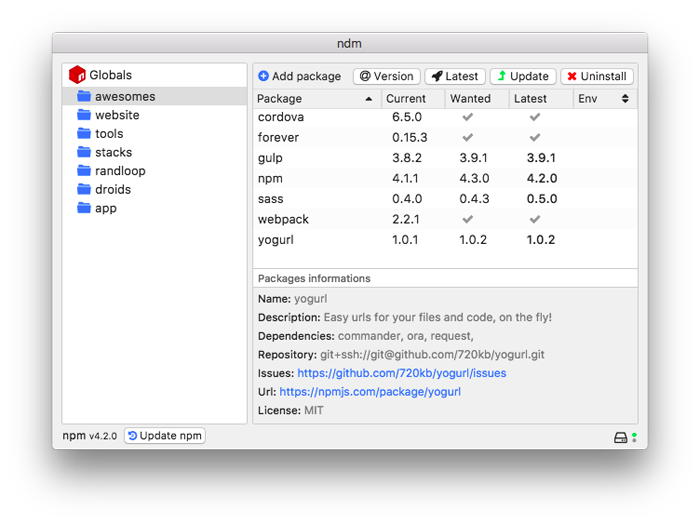 ndm
Globals
awesomes
website
tools
stacks
randloop
droids
app
Add package @ Version Latest Update Uninstall
Package Current Wanted Latest Env
cordova 6.5.0
forever 0.15.3
gulp 3.8.2 3.9.1 3.9.1
npm 4.1.1 4.3.0 4.2.0
sass 0.4.0 0.4.3 0.5.0
webpack 2.2.1
yogurl 1.0.1 1.0.2 1.0.2
Packages informations
Name: yogurl
Description: Easy urls for your files and code, on the fly!
Dependencies: commander, ora, request,
Repository: git+ssh://git@github.com/720kb/yogurl.git
Issues: https://github.com/720kb/yogurl/issues
Url: https://npmjs.com/package/yogurl
License: MIT
npm v4.2.0 Update npm